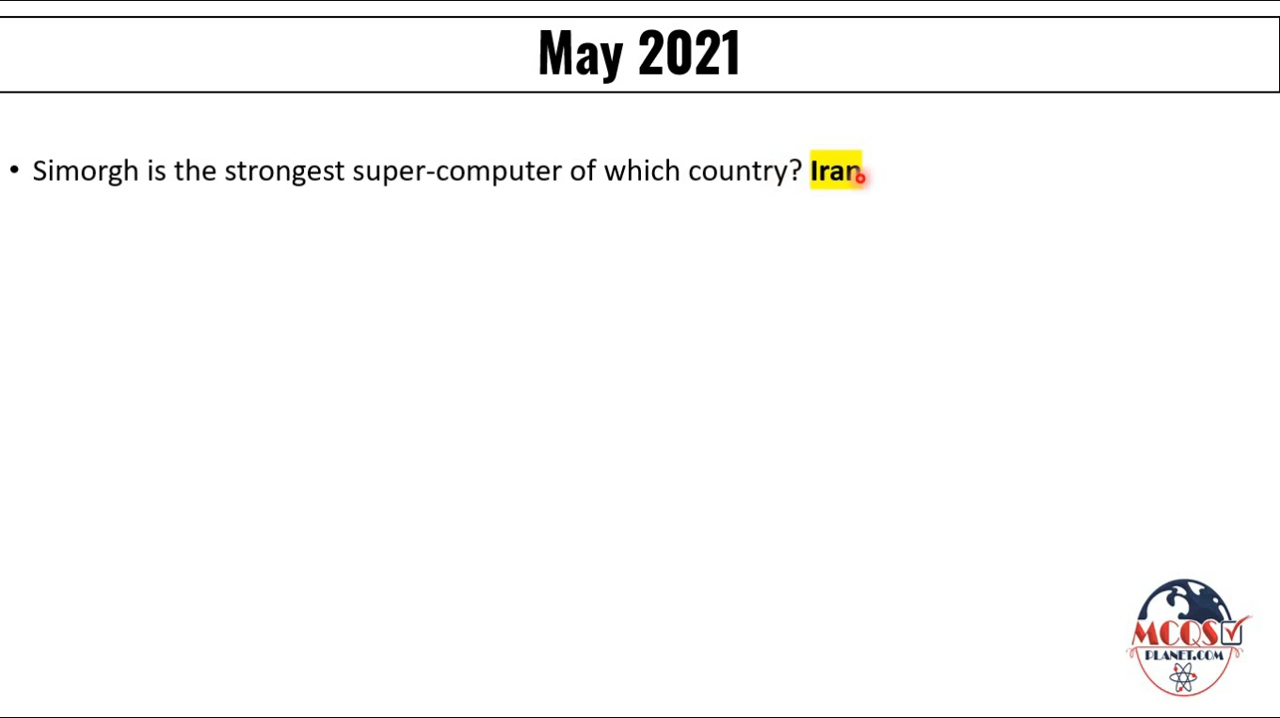 May 2021
• Simorgh is the strongest super-computer of which country? Iran
MCQS
PLANET.COM